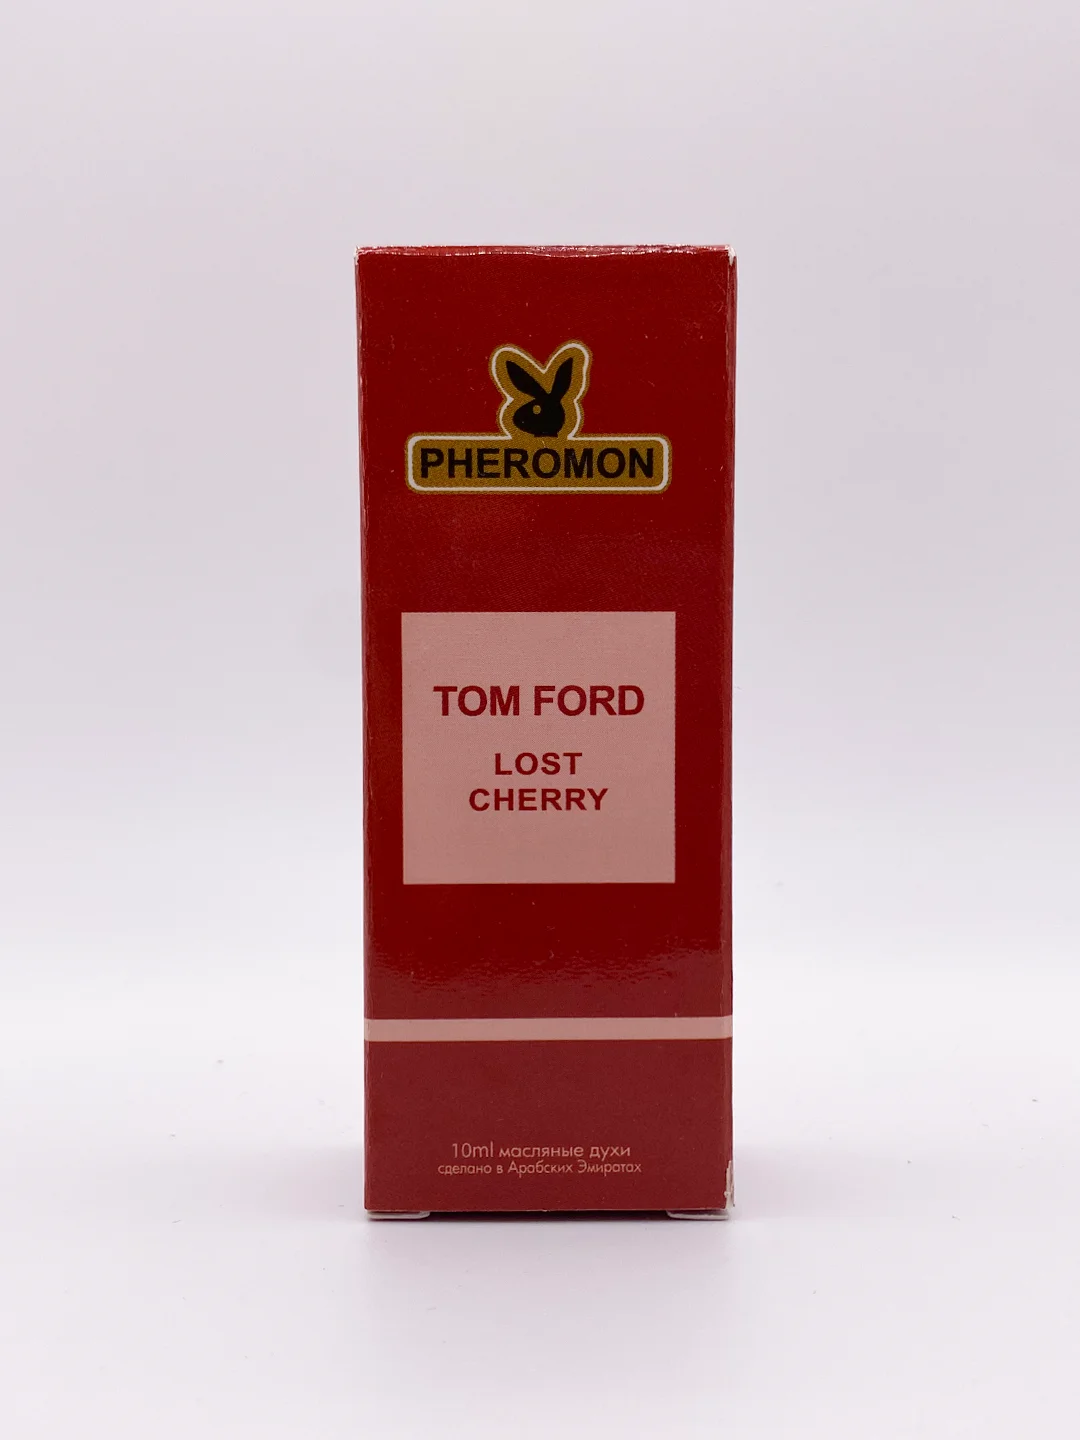 PHEROMON
TOM FORD
LOST
CHERRY
10ml масляные духи
сделано в Арабских Эмиратах